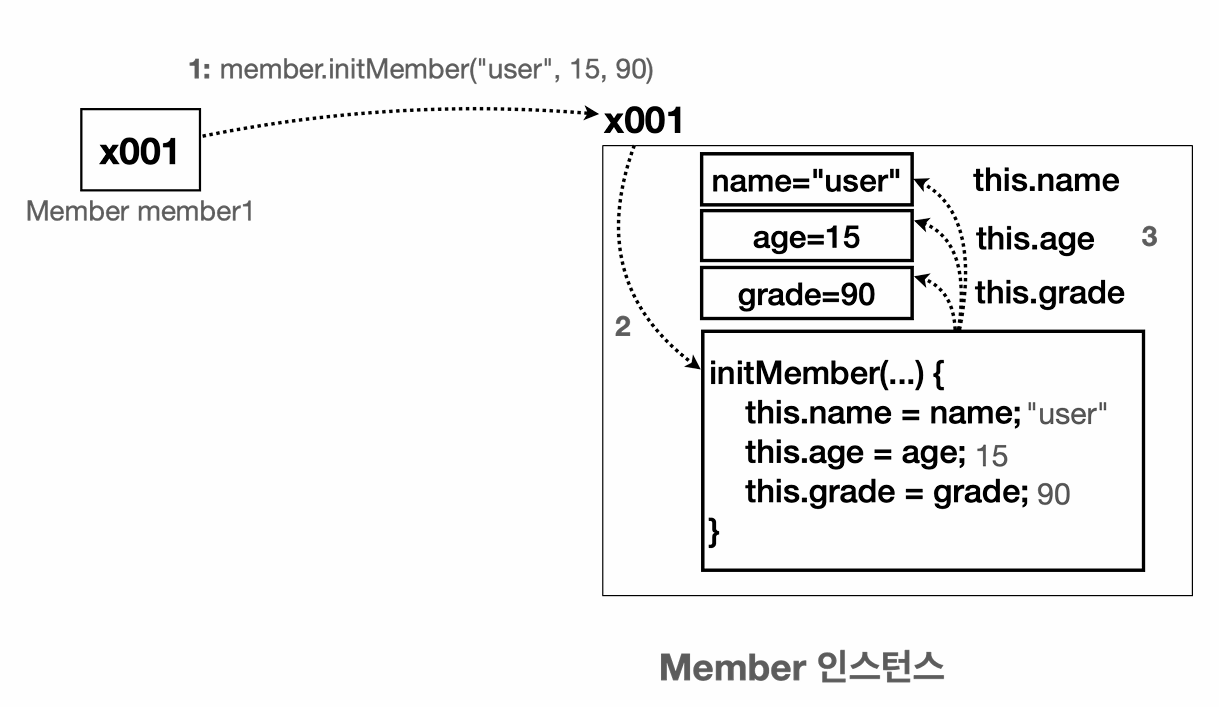 1: member.initMember("user", 15, 90)
x001
Member member1
x001
name="user"
this.name
age=15
this.age
3
grade=90
this.grade
2
initMember(...) {
this.name = name; "user"
this.age = age; 15
this.grade = grade; 90
}
Member 인스턴스